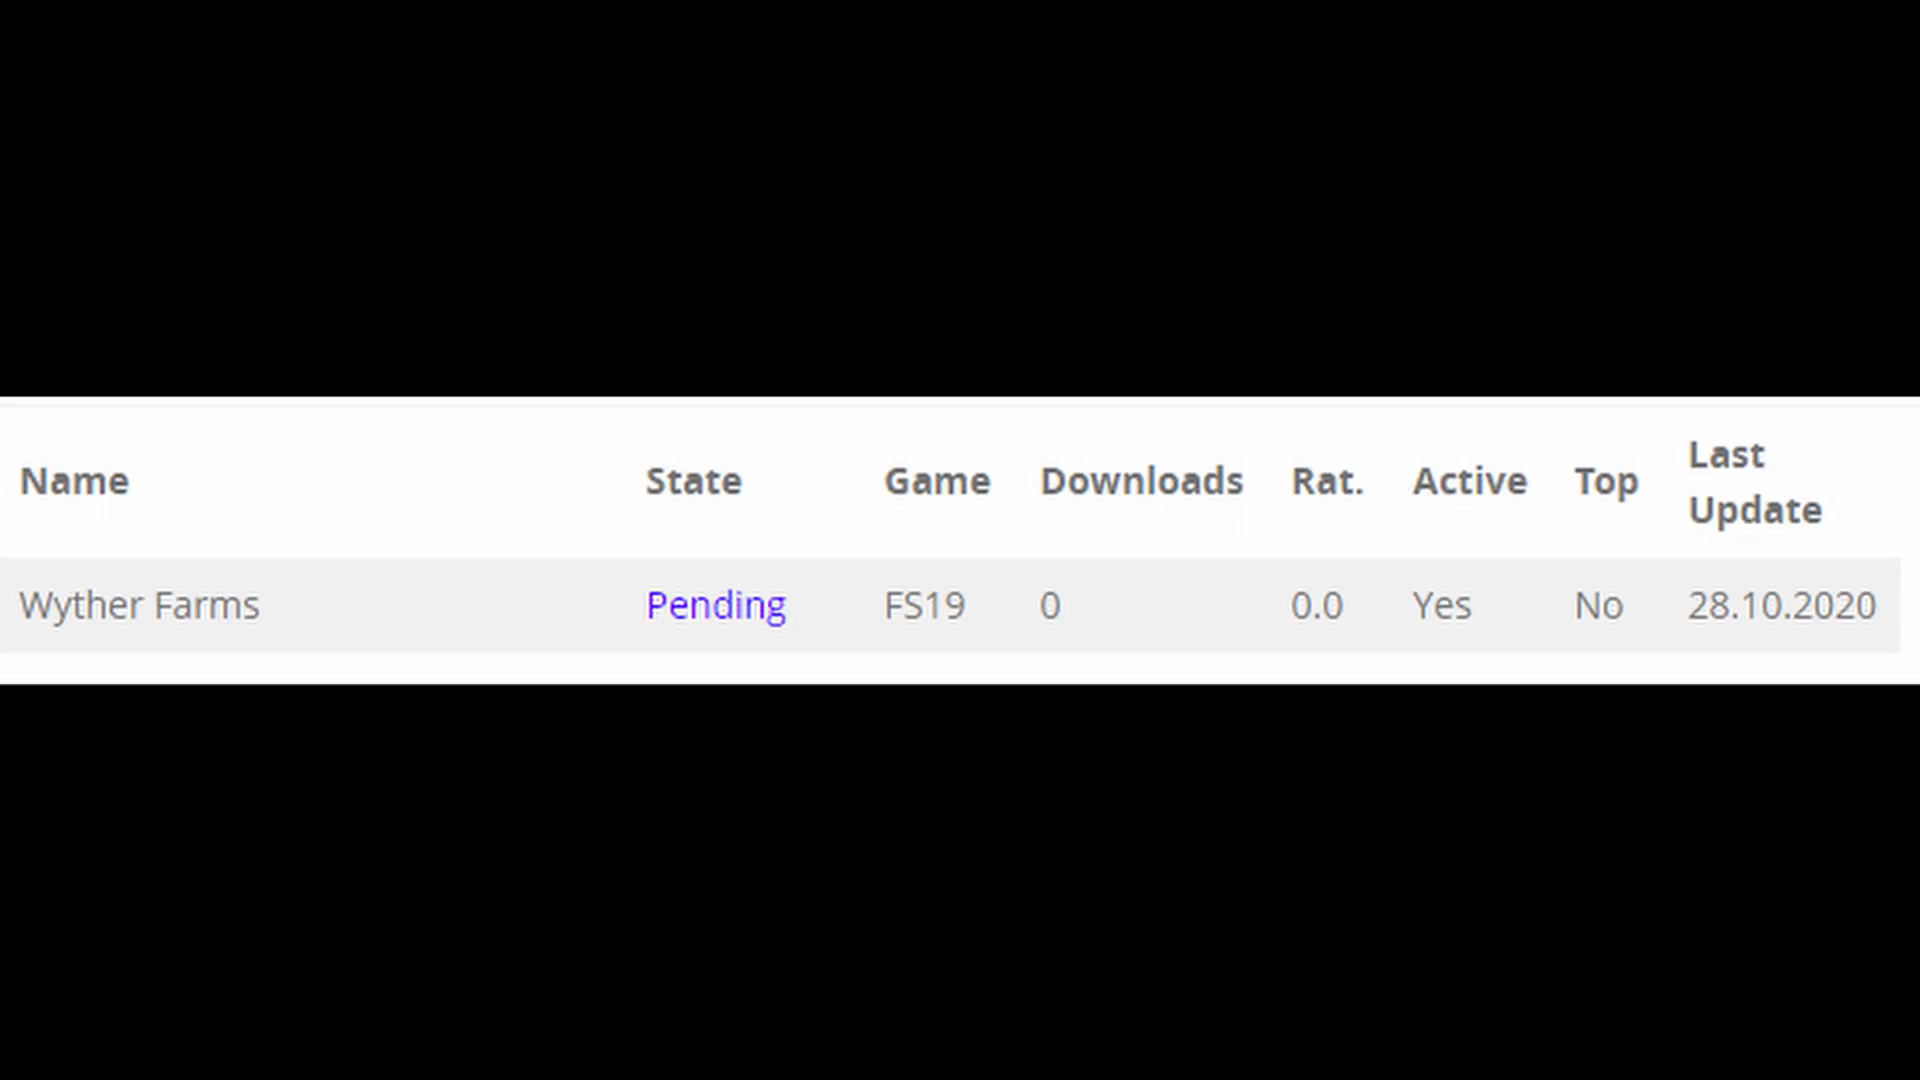 Name State Game Downloads Rat. Active Top Last Update
Wyther Farms Pending FS19 0 0.0 Yes No 28.10.2020